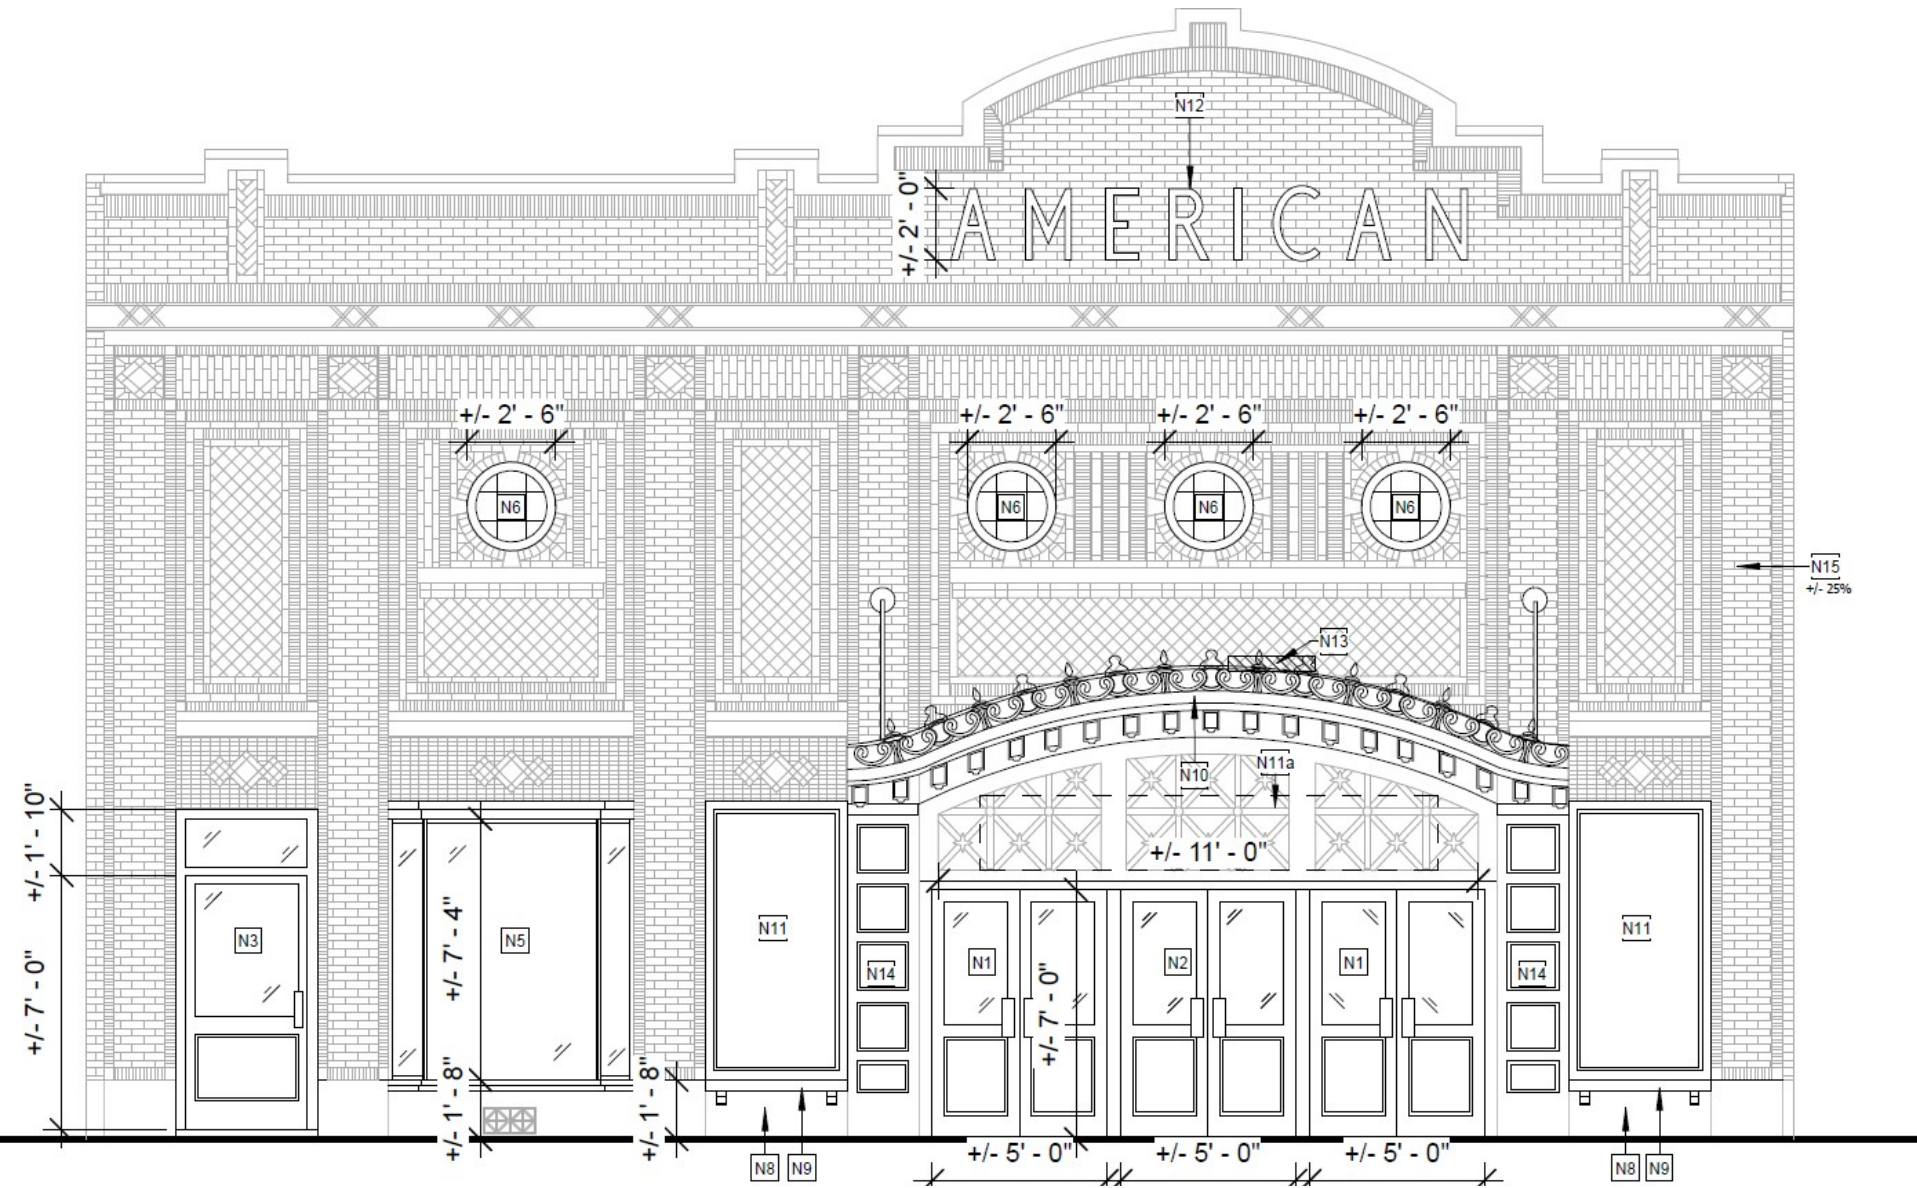 N12
+/- 2' - 0"
AMERICAN
+/- 2' - 6"
+/- 2' - 6"
+/- 2' - 6"
+/- 2' - 6"
N6
N6
N6
N6
N15
+/- 25%
N13
N10
N11a
+/- 1' - 10"
+/- 11' - 0"
+/- 7' - 0"
N3
+/- 7' - 4"
N5
N11
N14
N1
N2
N1
N14
N11
+/- 7' - 0"
+/- 1' - 8"
+/- 1' - 8"
+/- 5' - 0"
+/- 5' - 0"
+/- 5' - 0"
N8
N9
N8
N9